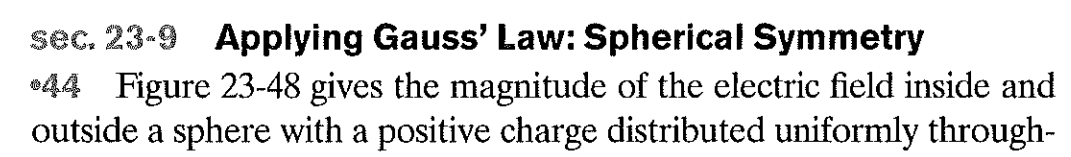 sec. 23-9 Applying Gauss' Law: Spherical Symmetry
•44 Figure 23-48 gives the magnitude of the electric field inside and
outside a sphere with a positive charge distributed uniformly through-